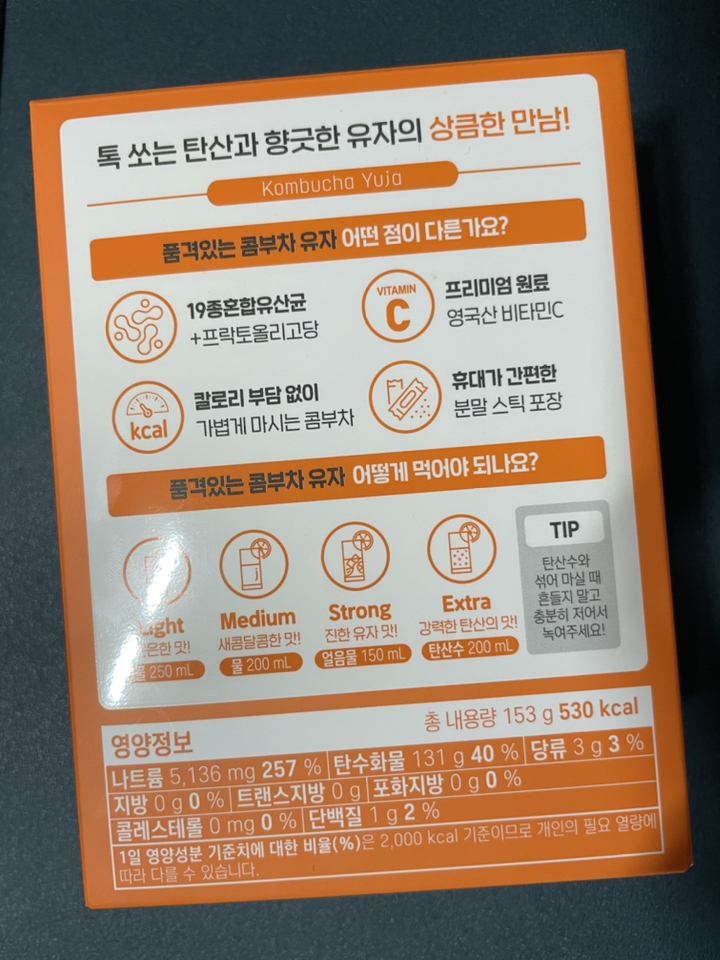 톡 쏘는 탄산과 향긋한 유자의 상큼한 만남!
Kombucha Yuja
품격있는 콤부차 유자 어떤 점이 다른가요?
19종혼합유산균
+프락토올리고당
VITAMIN
C
프리미엄 원료
영국산 비타민C
kcal
칼로리 부담 없이
가볍게 마시는 콤부차
휴대가 간편한
분말 스틱 포장
품격있는 콤부차 유자 어떻게 먹어야 되나요?
Light
은은한 맛!
물 250 mL
Medium
새콤달콤한 맛!
물 200 mL
Strong
진한 유자 맛!
얼음물 150 mL
Extra
강력한 탄산의 맛!
탄산수 200 mL
TIP
탄산수와
섞어 마실 때
흔들지 말고
충분히 저어서
녹여주세요!
영양정보
총 내용량 153 g 530 kcal
나트륨 5,136 mg 257 % 탄수화물 131 g 40 % 당류 3 g 3 %
지방 0 g 0 % 트랜스지방 0 g 포화지방 0 g 0 %
콜레스테롤 0 mg 0 % 단백질 1 g 2 %
1일 영양성분 기준치에 대한 비율(%)은 2,000 kcal 기준이므로 개인의 필요 열량에
따라 다를 수 있습니다.